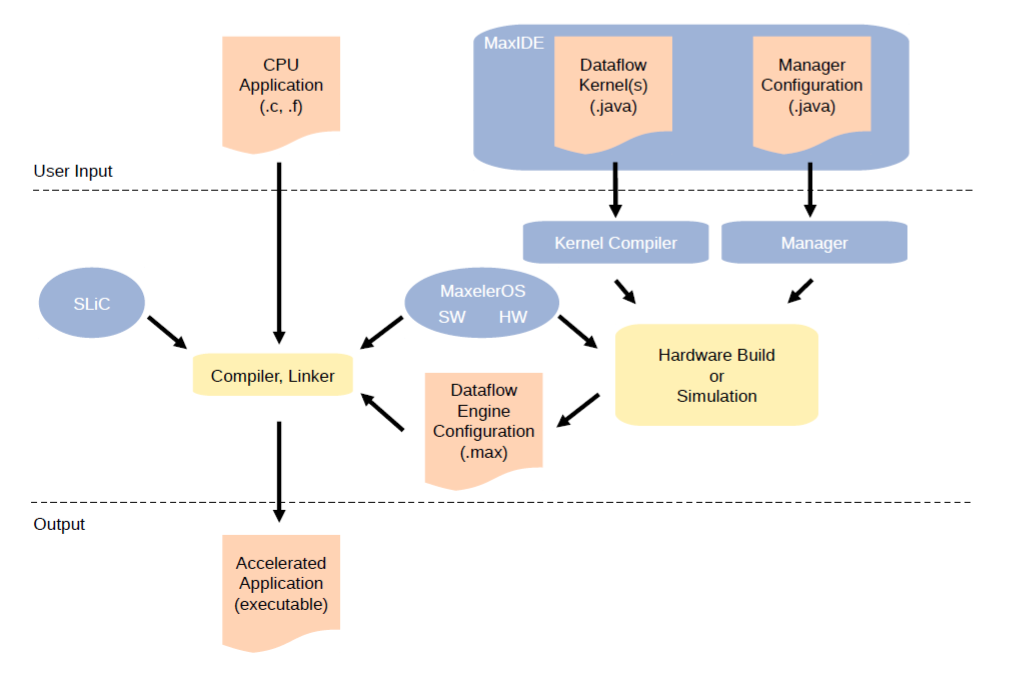 CPU
Application
(.c, .f)
MaxIDE
Dataflow
Kernel(s)
(.java)
Manager
Configuration
(.java)
User Input
Kernel Compiler
Manager
SLiC
MaxelerOS
SW HW
Hardware Build
or
Simulation
Compiler, Linker
Dataflow
Engine
Configuration
(.max)
Output
Accelerated
Application
(executable)